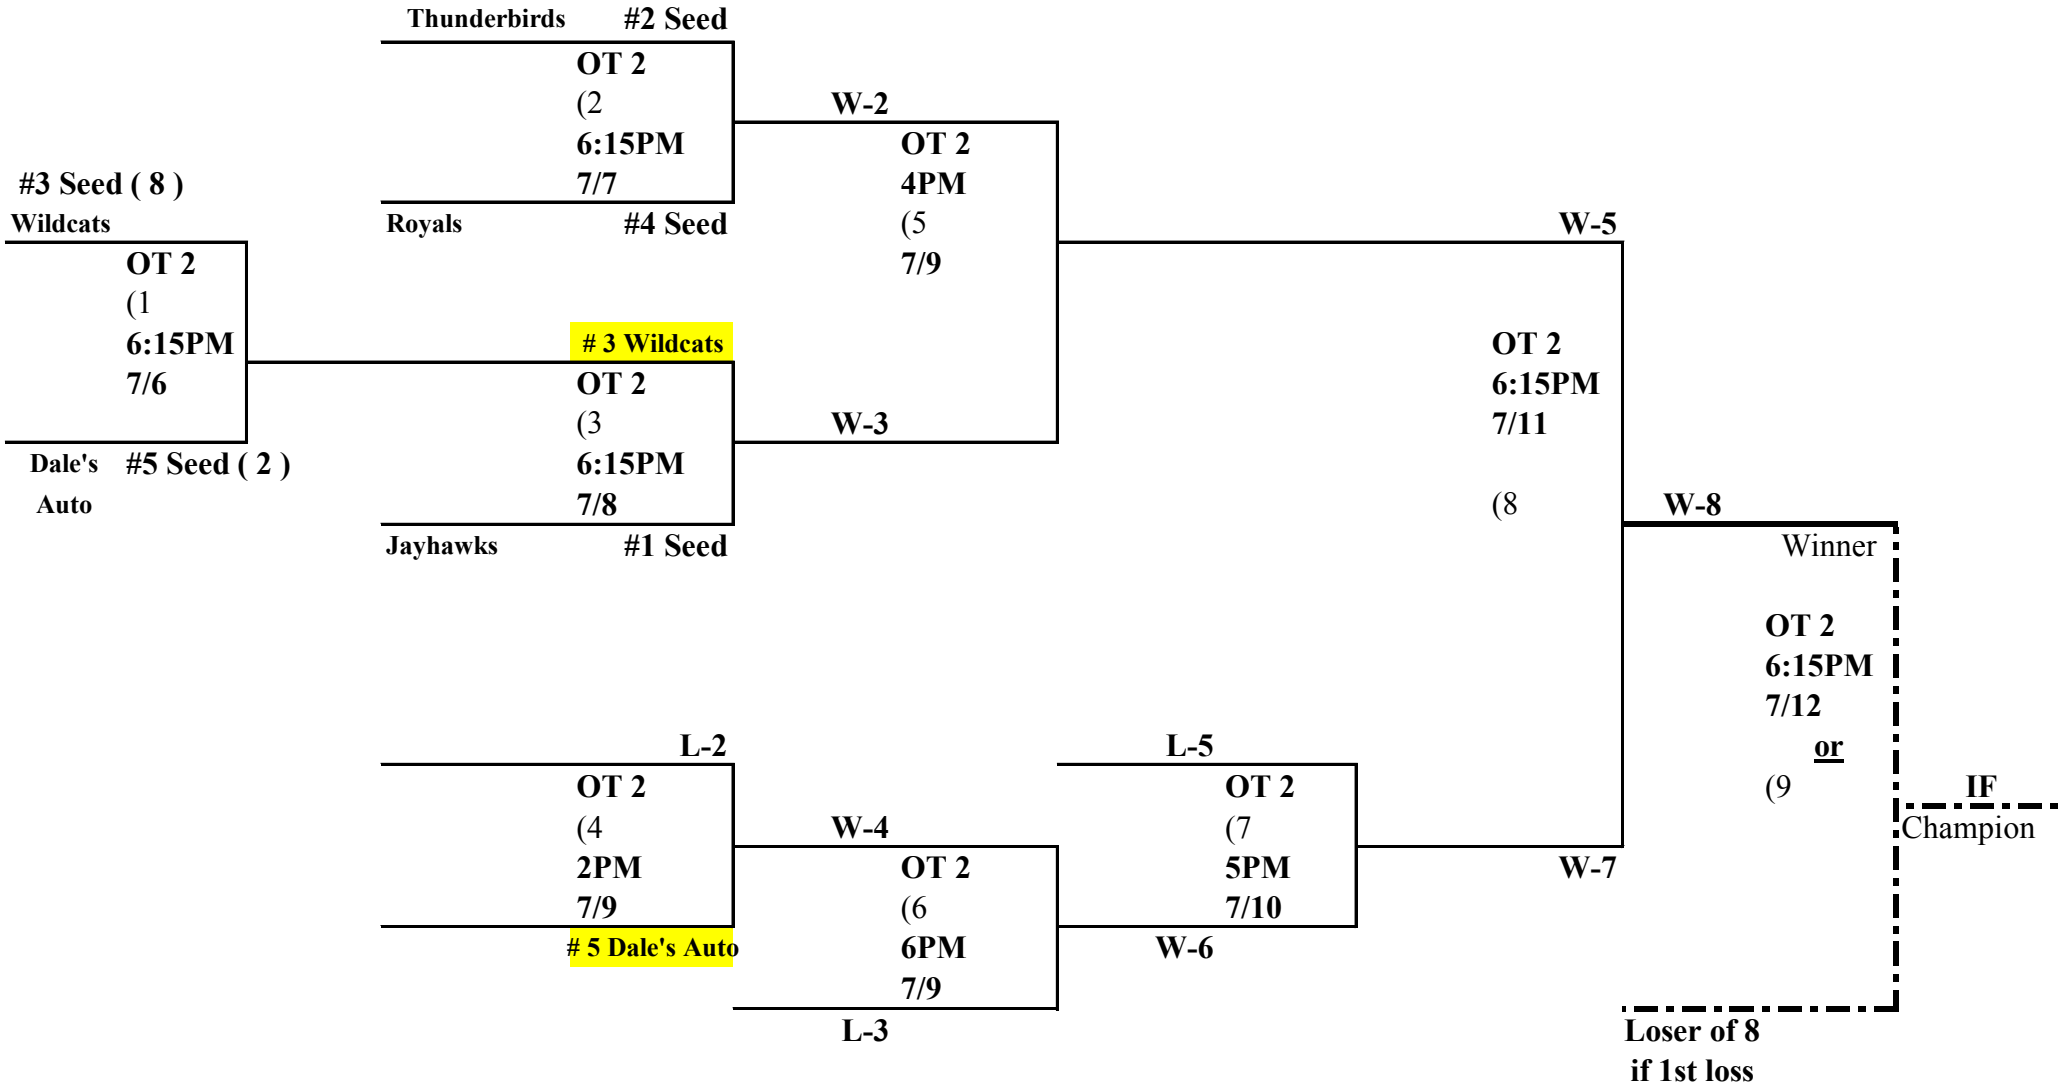 Thunderbirds #2 Seed
OT 2
(2
6:15PM
7/7
Royals #4 Seed
W-2
OT 2
4PM
(5
7/9
#3 Seed ( 8 )
Wildcats
OT 2
(1
6:15PM
7/6
Dale's #5 Seed ( 2 )
Auto
# 3 Wildcats
OT 2
(3
6:15PM
7/8
Jayhawks #1 Seed
W-3
W-5
OT 2
6:15PM
7/11
(8
W-8
Winner
OT 2
6:15PM
7/12
or
(9
IF
Champion
L-2
OT 2
(4
2PM
7/9
# 5 Dale's Auto
W-4
OT 2
(6
6PM
7/9
L-3
L-5
OT 2
(7
5PM
7/10
W-6
W-7
Loser of 8
if 1st loss